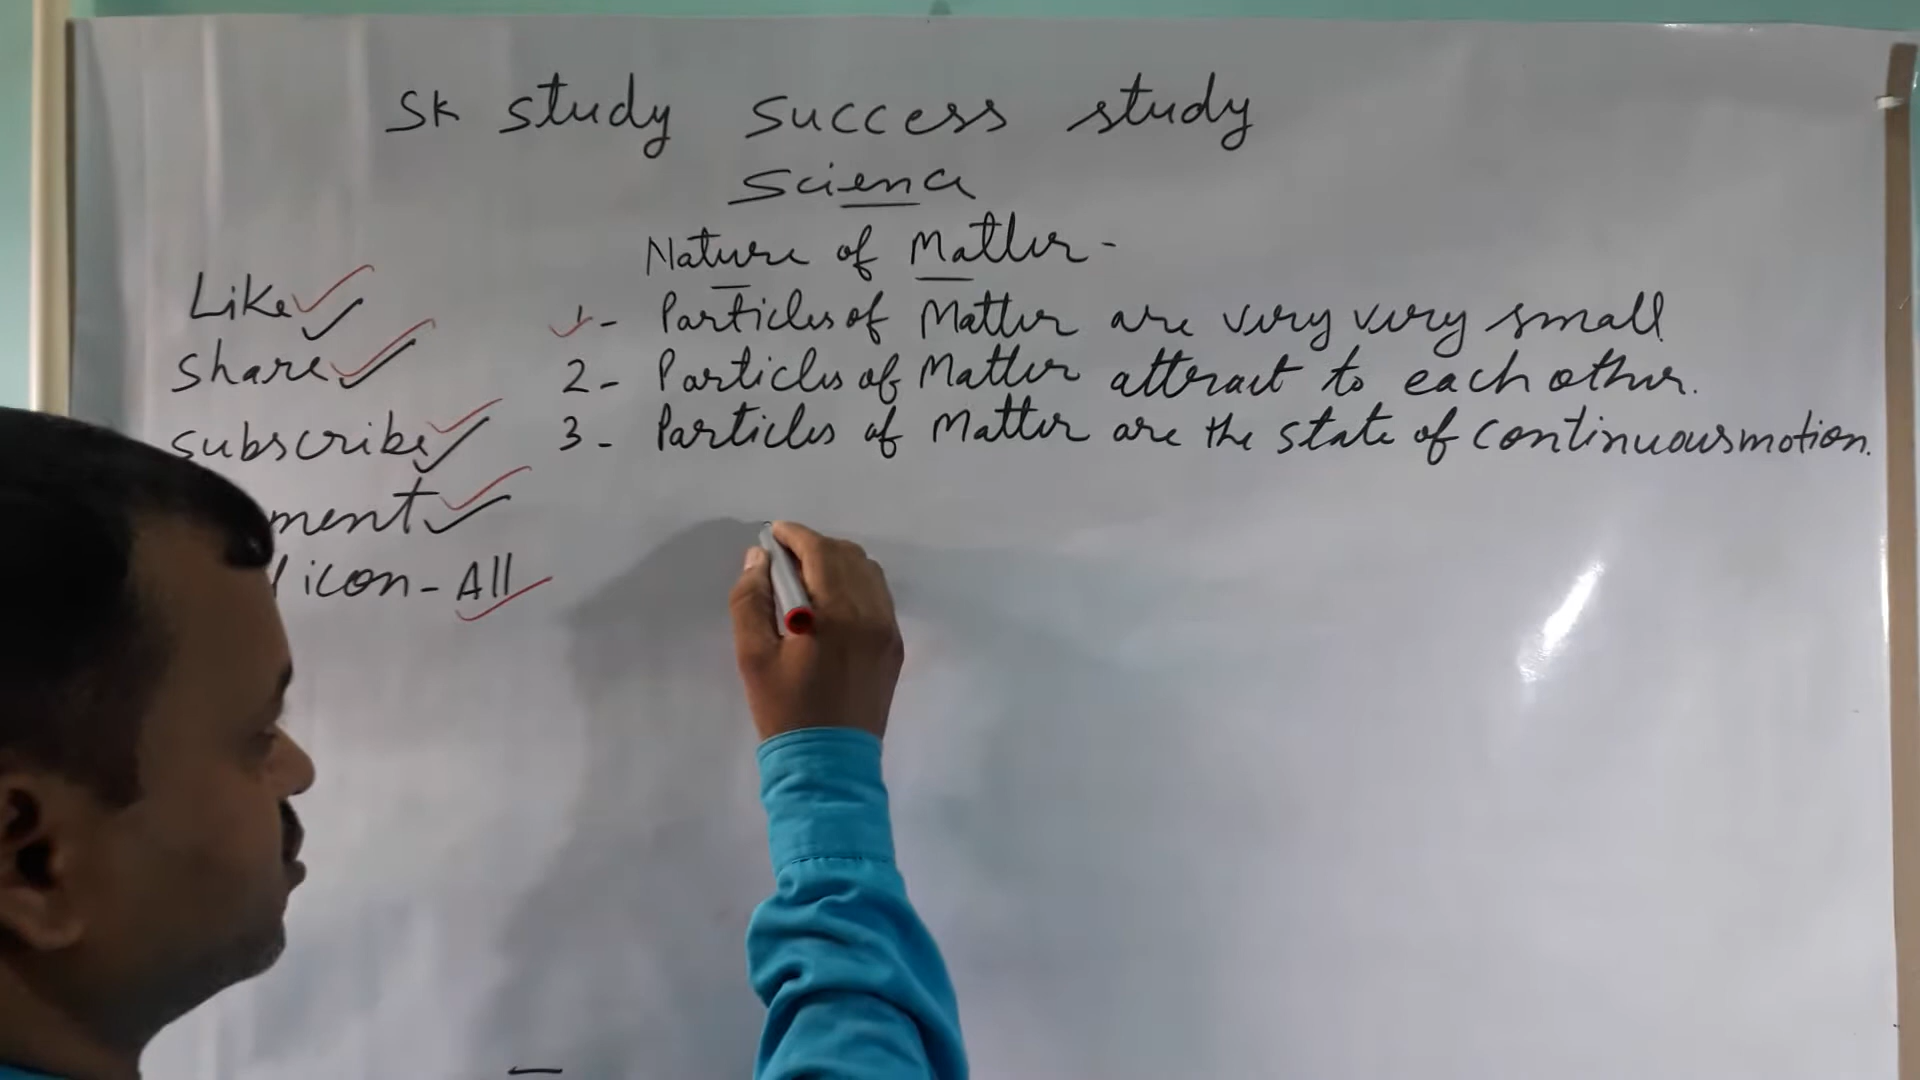 SK study success study
Science
Nature of Matter -
Like
Share
Subscribe
ment
icon - All
1 - Particles of Matter are very very small
2 - Particles of Matter attract to each other.
3 - Particles of Matter are the state of continuous motion.